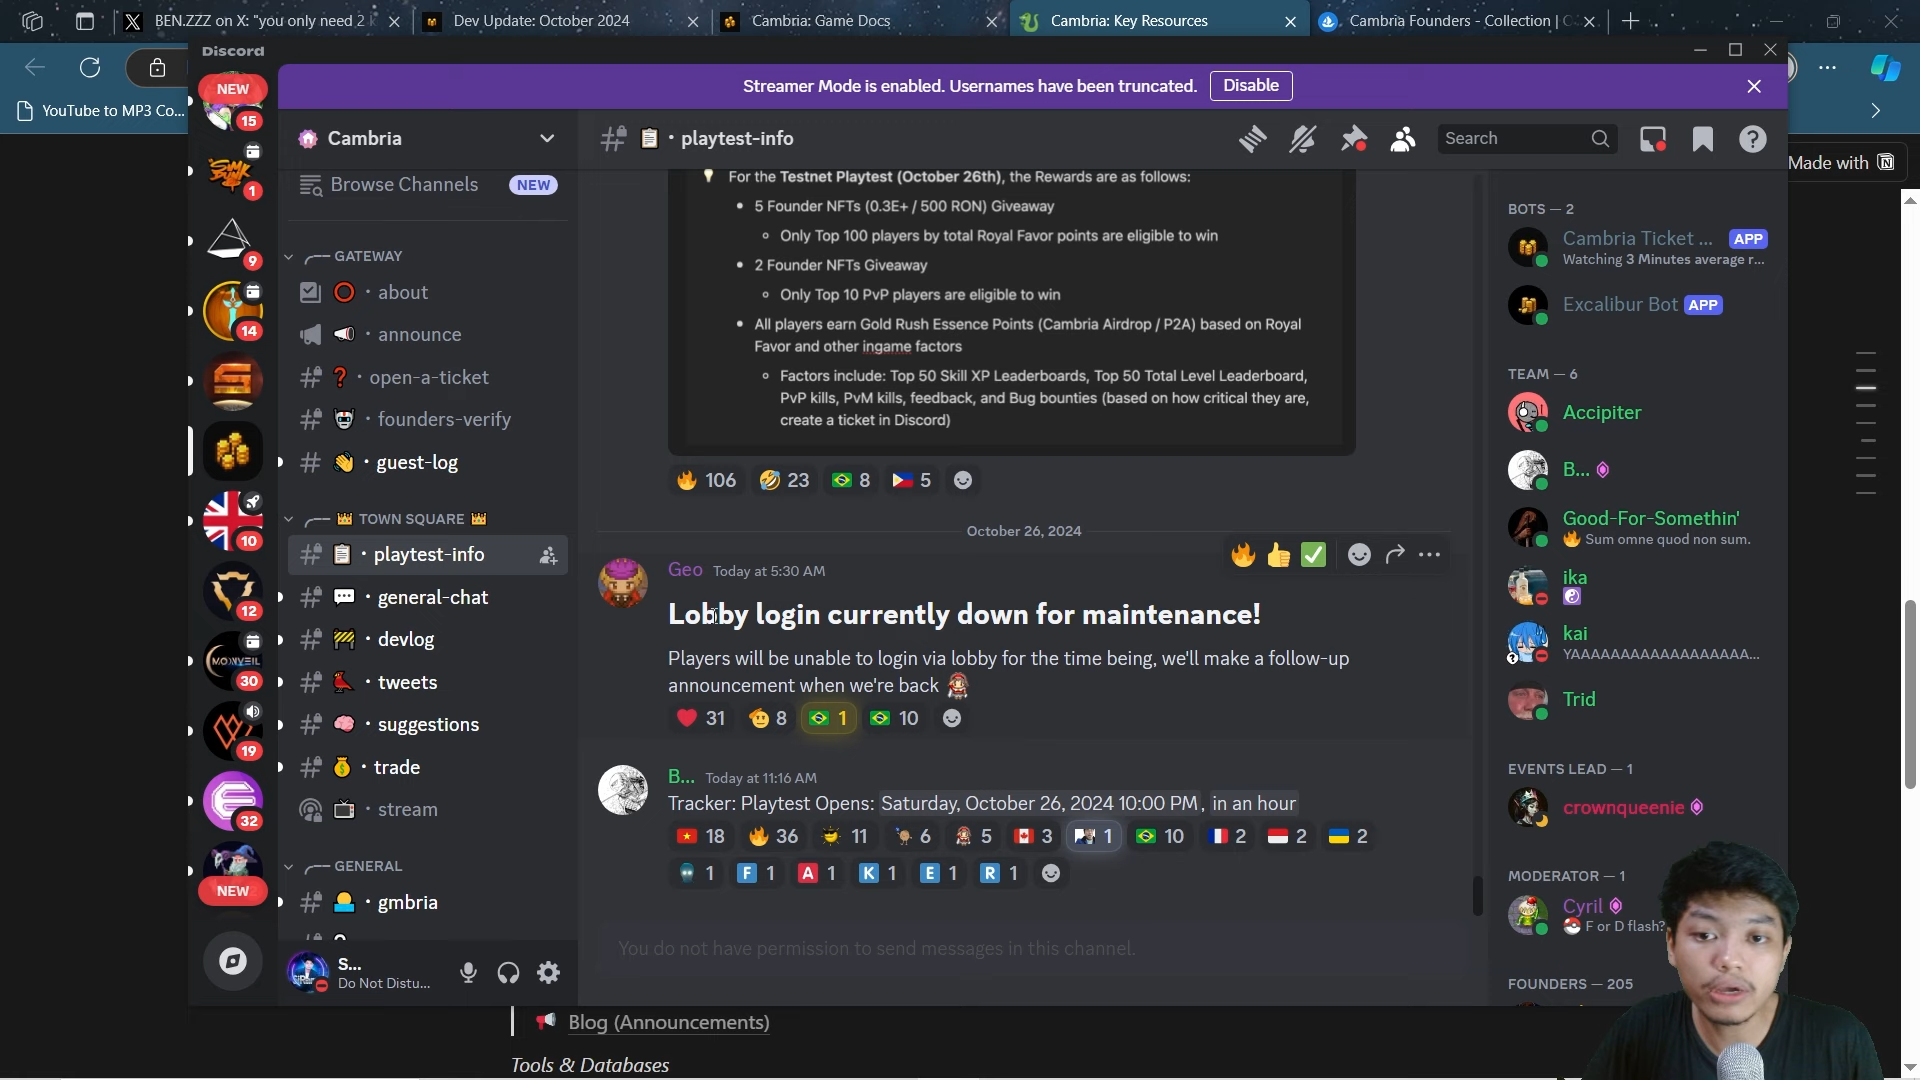 BEN.ZZZ on X: "you only need 2 k
Dev Update: October 2024
Cambria: Game Docs
Cambria: Key Resources
Cambria Founders - Collection | O
Discord
YouTube to MP3 Co...
Streamer Mode is enabled. Usernames have been truncated.
Disable
Made with
NEW
15
1
9
14
10
12
MONVEIL
30
19
32
NEW
Cambria
Browse Channels
NEW
GATEWAY
about
announce
open-a-ticket
founders-verify
guest-log
TOWN SQUARE
playtest-info
general-chat
devlog
tweets
suggestions
trade
stream
GENERAL
gmbria
S...
Do Not Distu...
playtest-info
Search
For the Testnet Playtest (October 26th), the Rewards are as follows:
5 Founder NFTs (0.3E+ / 500 RON) Giveaway
Only Top 100 players by total Royal Favor points are eligible to win
2 Founder NFTs Giveaway
Only Top 10 PvP players are eligible to win
All players earn Gold Rush Essence Points (Cambria Airdrop / P2A) based on Royal
Favor and other ingame factors
Factors include: Top 50 Skill XP Leaderboards, Top 50 Total Level Leaderboard,
PvP kills, PvM kills, feedback, and Bug bounties (based on how critical they are,
create a ticket in Discord)
106 23 8 5
October 26, 2024
Geo Today at 5:30 AM
Lobby login currently down for maintenance!
Players will be unable to login via lobby for the time being, we'll make a follow-up
announcement when we're back
31 8 1 10
B... Today at 11:16 AM
Tracker: Playtest Opens: Saturday, October 26, 2024 10:00 PM, in an hour
18 36 11 6 5 3 1 10 2 2 2
1 F 1 A 1 K 1 E 1 R 1
You do not have permission to send messages in this channel.
BOTS — 2
Cambria Ticket ... APP
Watching 3 Minutes average r...
Excalibur Bot APP
TEAM — 6
Accipiter
B...
Good-For-Somethin'
Sum omne quod non sum.
ika
kai
YAAAAAAAAAAAAAAAAAA...
Trid
EVENTS LEAD — 1
crownqueenie
MODERATOR — 1
Cyril
F or D flash?
FOUNDERS — 205
Blog (Announcements)
Tools & Databases